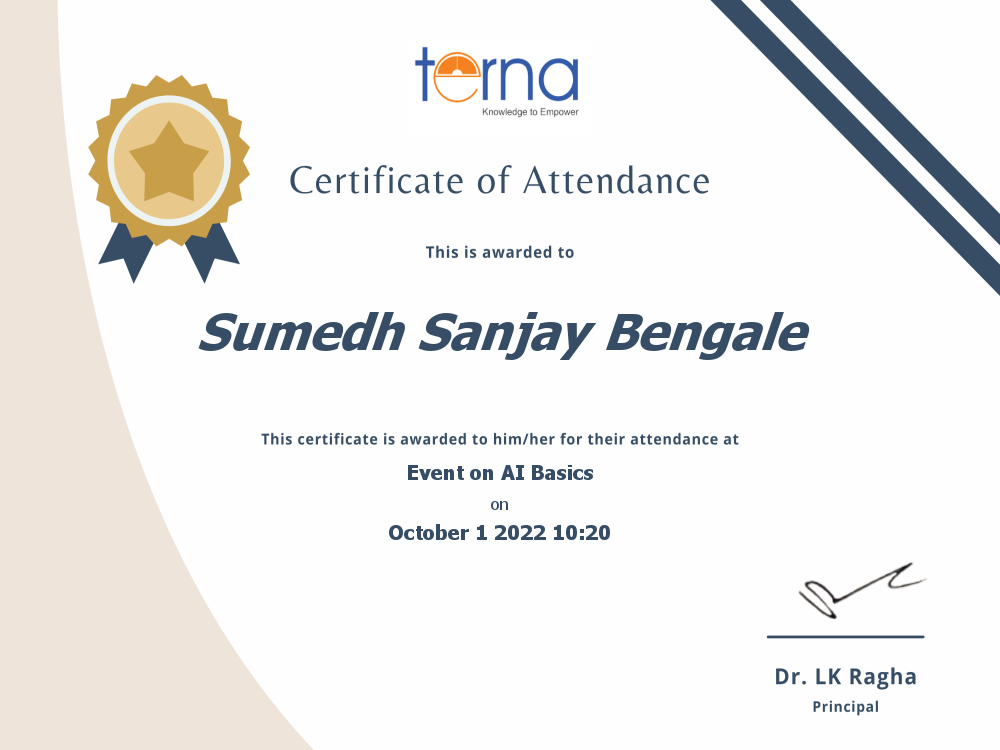 terna
Knowledge to Empower
Certificate of Attendance
This is awarded to
Sumedh Sanjay Bengale
This certificate is awarded to him/her for their attendance at
Event on AI Basics
on
October 1 2022 10:20
Dr. LK Ragha
Principal